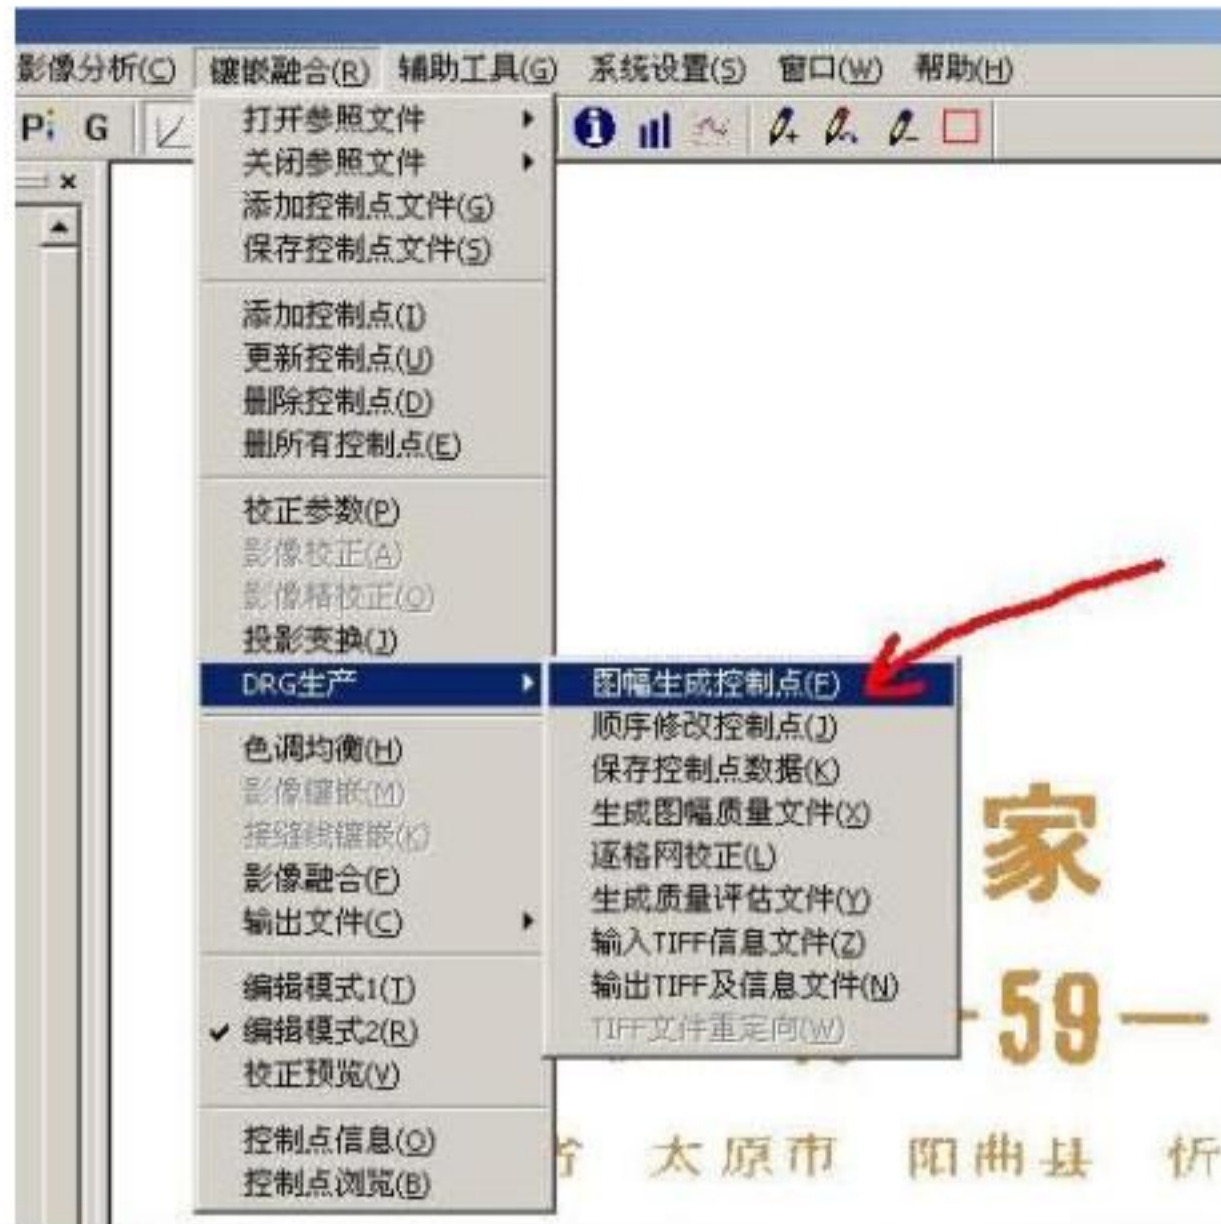 影像分析(C) 镶嵌融合(R) 辅助工具(G) 系统设置(S) 窗口(W) 帮助(H)
P G
打开参照文件
关闭参照文件
添加控制点文件(G)
保存控制点文件(S)
添加控制点(I)
更新控制点(U)
删除控制点(D)
删所有控制点(E)
校正参数(P)
影像校正(A)
影像精校正(Q)
投影变换(J)
DRG生产
色调均衡(H)
影像镶嵌(M)
接缝线镶嵌(K)
影像融合(F)
输出文件(C)
编辑模式1(T)
编辑模式2(R)
校正预览(V)
控制点信息(O)
控制点浏览(B)
图幅生成控制点(F)
顺序修改控制点(J)
保存控制点数据(K)
生成图幅质量文件(X)
逐格网校正(L)
生成质量评估文件(Y)
输入TIFF信息文件(Z)
输出TIFF及信息文件(N)
TIFF文件重定向(W)
家
-59—
太原市 阳曲县 忻